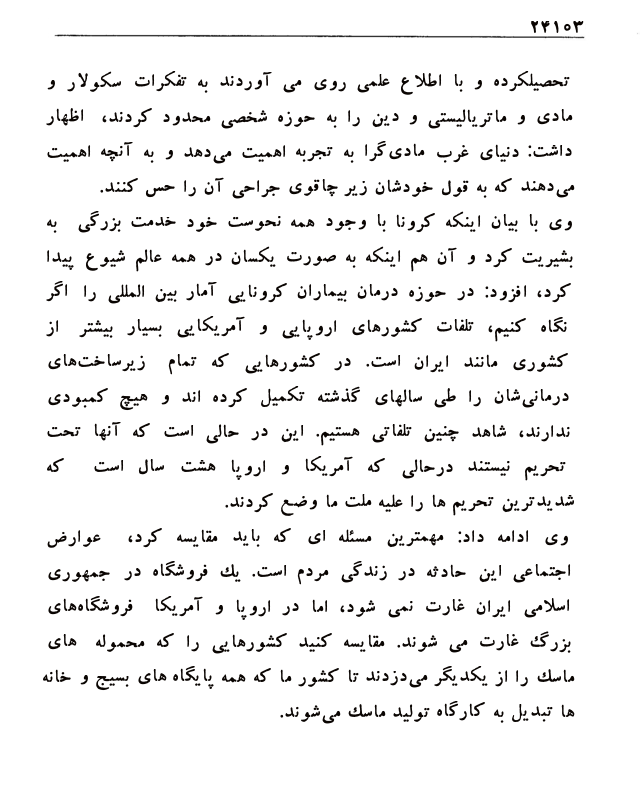 ۲۴۱۰۳
تحصیلکرده و با اطلاع علمی روی می آوردند به تفکرات سکولار و
مادی و ماتریالیستی و دین را به حوزه شخصی محدود کردند، اظهار
داشت: دنیای غرب مادی‌گرا به تجربه اهمیت می‌دهد و به آنچه اهمیت
می‌دهند که به قول خودشان زیر چاقوی جراحی آن را حس کنند.
وی با بیان اینکه کرونا با وجود همه نحوست خود خدمت بزرگی به
بشیریت کرد و آن هم اینکه به صورت یکسان در همه عالم شیوع پیدا
کرد، افزود: در حوزه درمان بیماران کرونایی آمار بین المللی را اگر
نگاه کنیم، تلفات کشورهای اروپایی و آمریکایی بسیار بیشتر از
کشوری مانند ایران است. در کشورهایی که تمام زیرساخت‌های
درمانی‌شان را طی سالهای گذشته تکمیل کرده اند و هیچ کمبودی
ندارند، شاهد چنین تلفاتی هستیم. این در حالی است که آنها تحت
تحریم نیستند درحالی که آمریکا و اروپا هشت سال است که
شدیدترین تحریم ها را علیه ملت ما وضع کردند.
وی ادامه داد: مهمترین مسئله ای که باید مقایسه کرد، عوارض
اجتماعی این حادثه در زندگی مردم است. یك فروشگاه در جمهوری
اسلامی ایران غارت نمی شود، اما در اروپا و آمریکا فروشگاه‌های
بزرگ غارت می شوند. مقایسه کنید کشورهایی را که محموله های
ماسك را از یکدیگر می‌دزدند تا کشور ما که همه پایگاه های بسیج و خانه
ها تبدیل به کارگاه تولید ماسك می‌شوند.